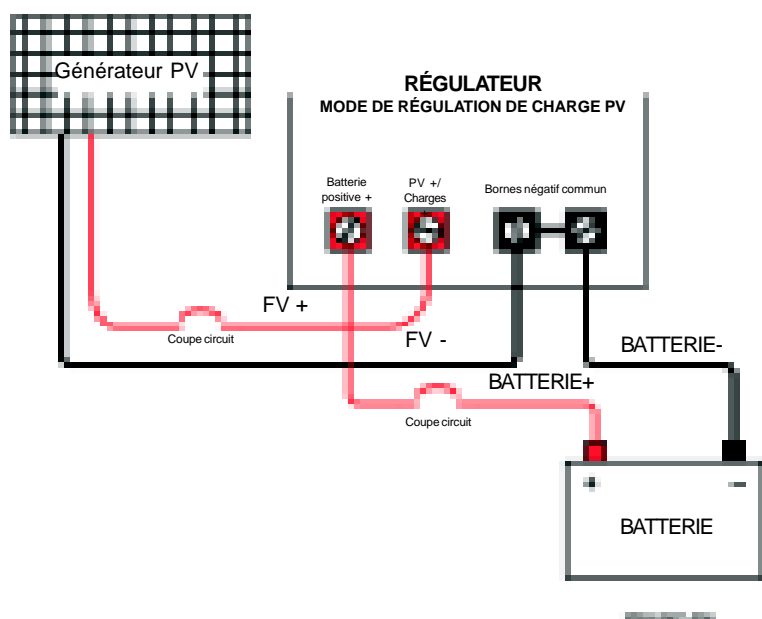 Générateur PV
RÉGULATEUR
MODE DE RÉGULATION DE CHARGE PV
Batterie
positive +
PV +/
Charges
Bornes négatif commun
FV +
Coupe circuit
FV -
BATTERIE-
BATTERIE+
Coupe circuit
+ -
BATTERIE